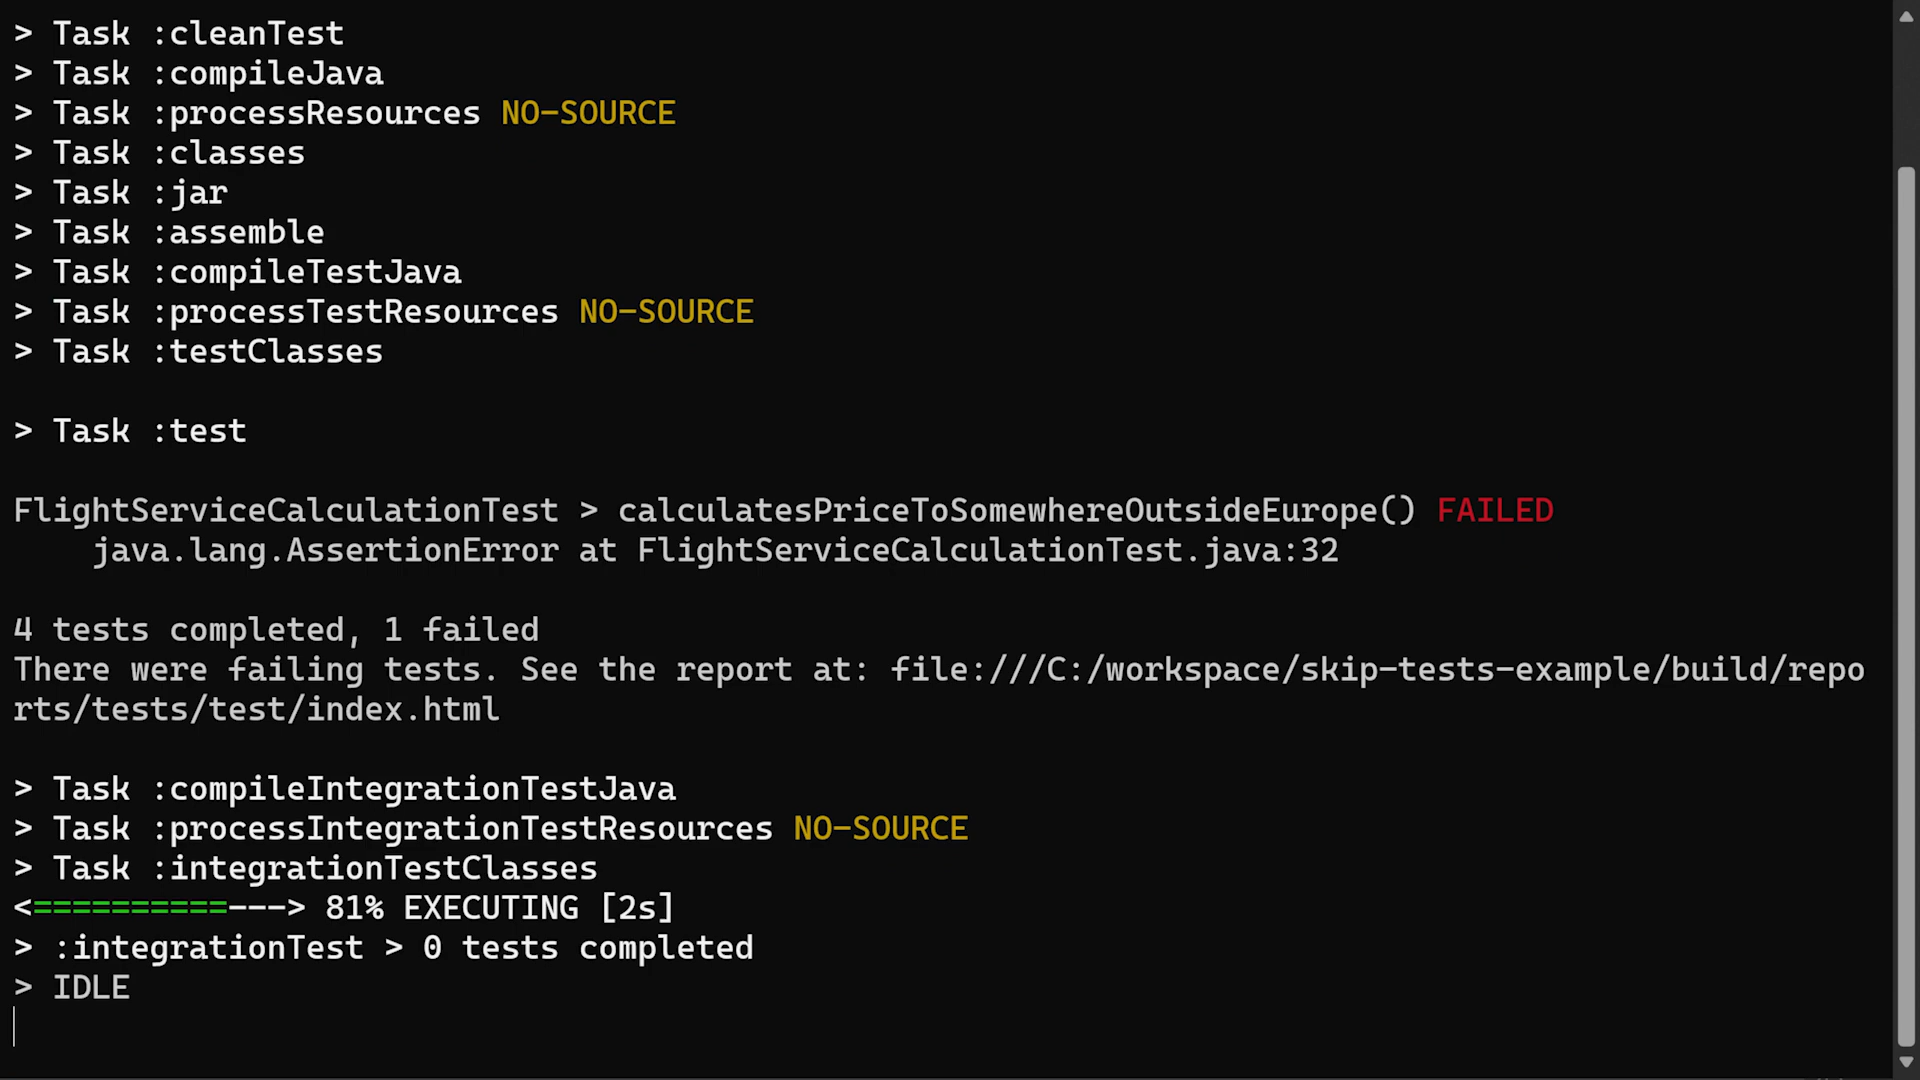 > Task :cleanTest
> Task :compileJava
> Task :processResources NO-SOURCE
> Task :classes
> Task :jar
> Task :assemble
> Task :compileTestJava
> Task :processTestResources NO-SOURCE
> Task :testClasses
> Task :test
FlightServiceCalculationTest > calculatesPriceToSomewhereOutsideEurope() FAILED
java.lang.AssertionError at FlightServiceCalculationTest.java:32
4 tests completed, 1 failed
There were failing tests. See the report at: file:///C:/workspace/skip-tests-example/build/repo
rts/tests/test/index.html
> Task :compileIntegrationTestJava
> Task :processIntegrationTestResources NO-SOURCE
> Task :integrationTestClasses
<==========---> 81% EXECUTING [2s]
> :integrationTest > 0 tests completed
> IDLE